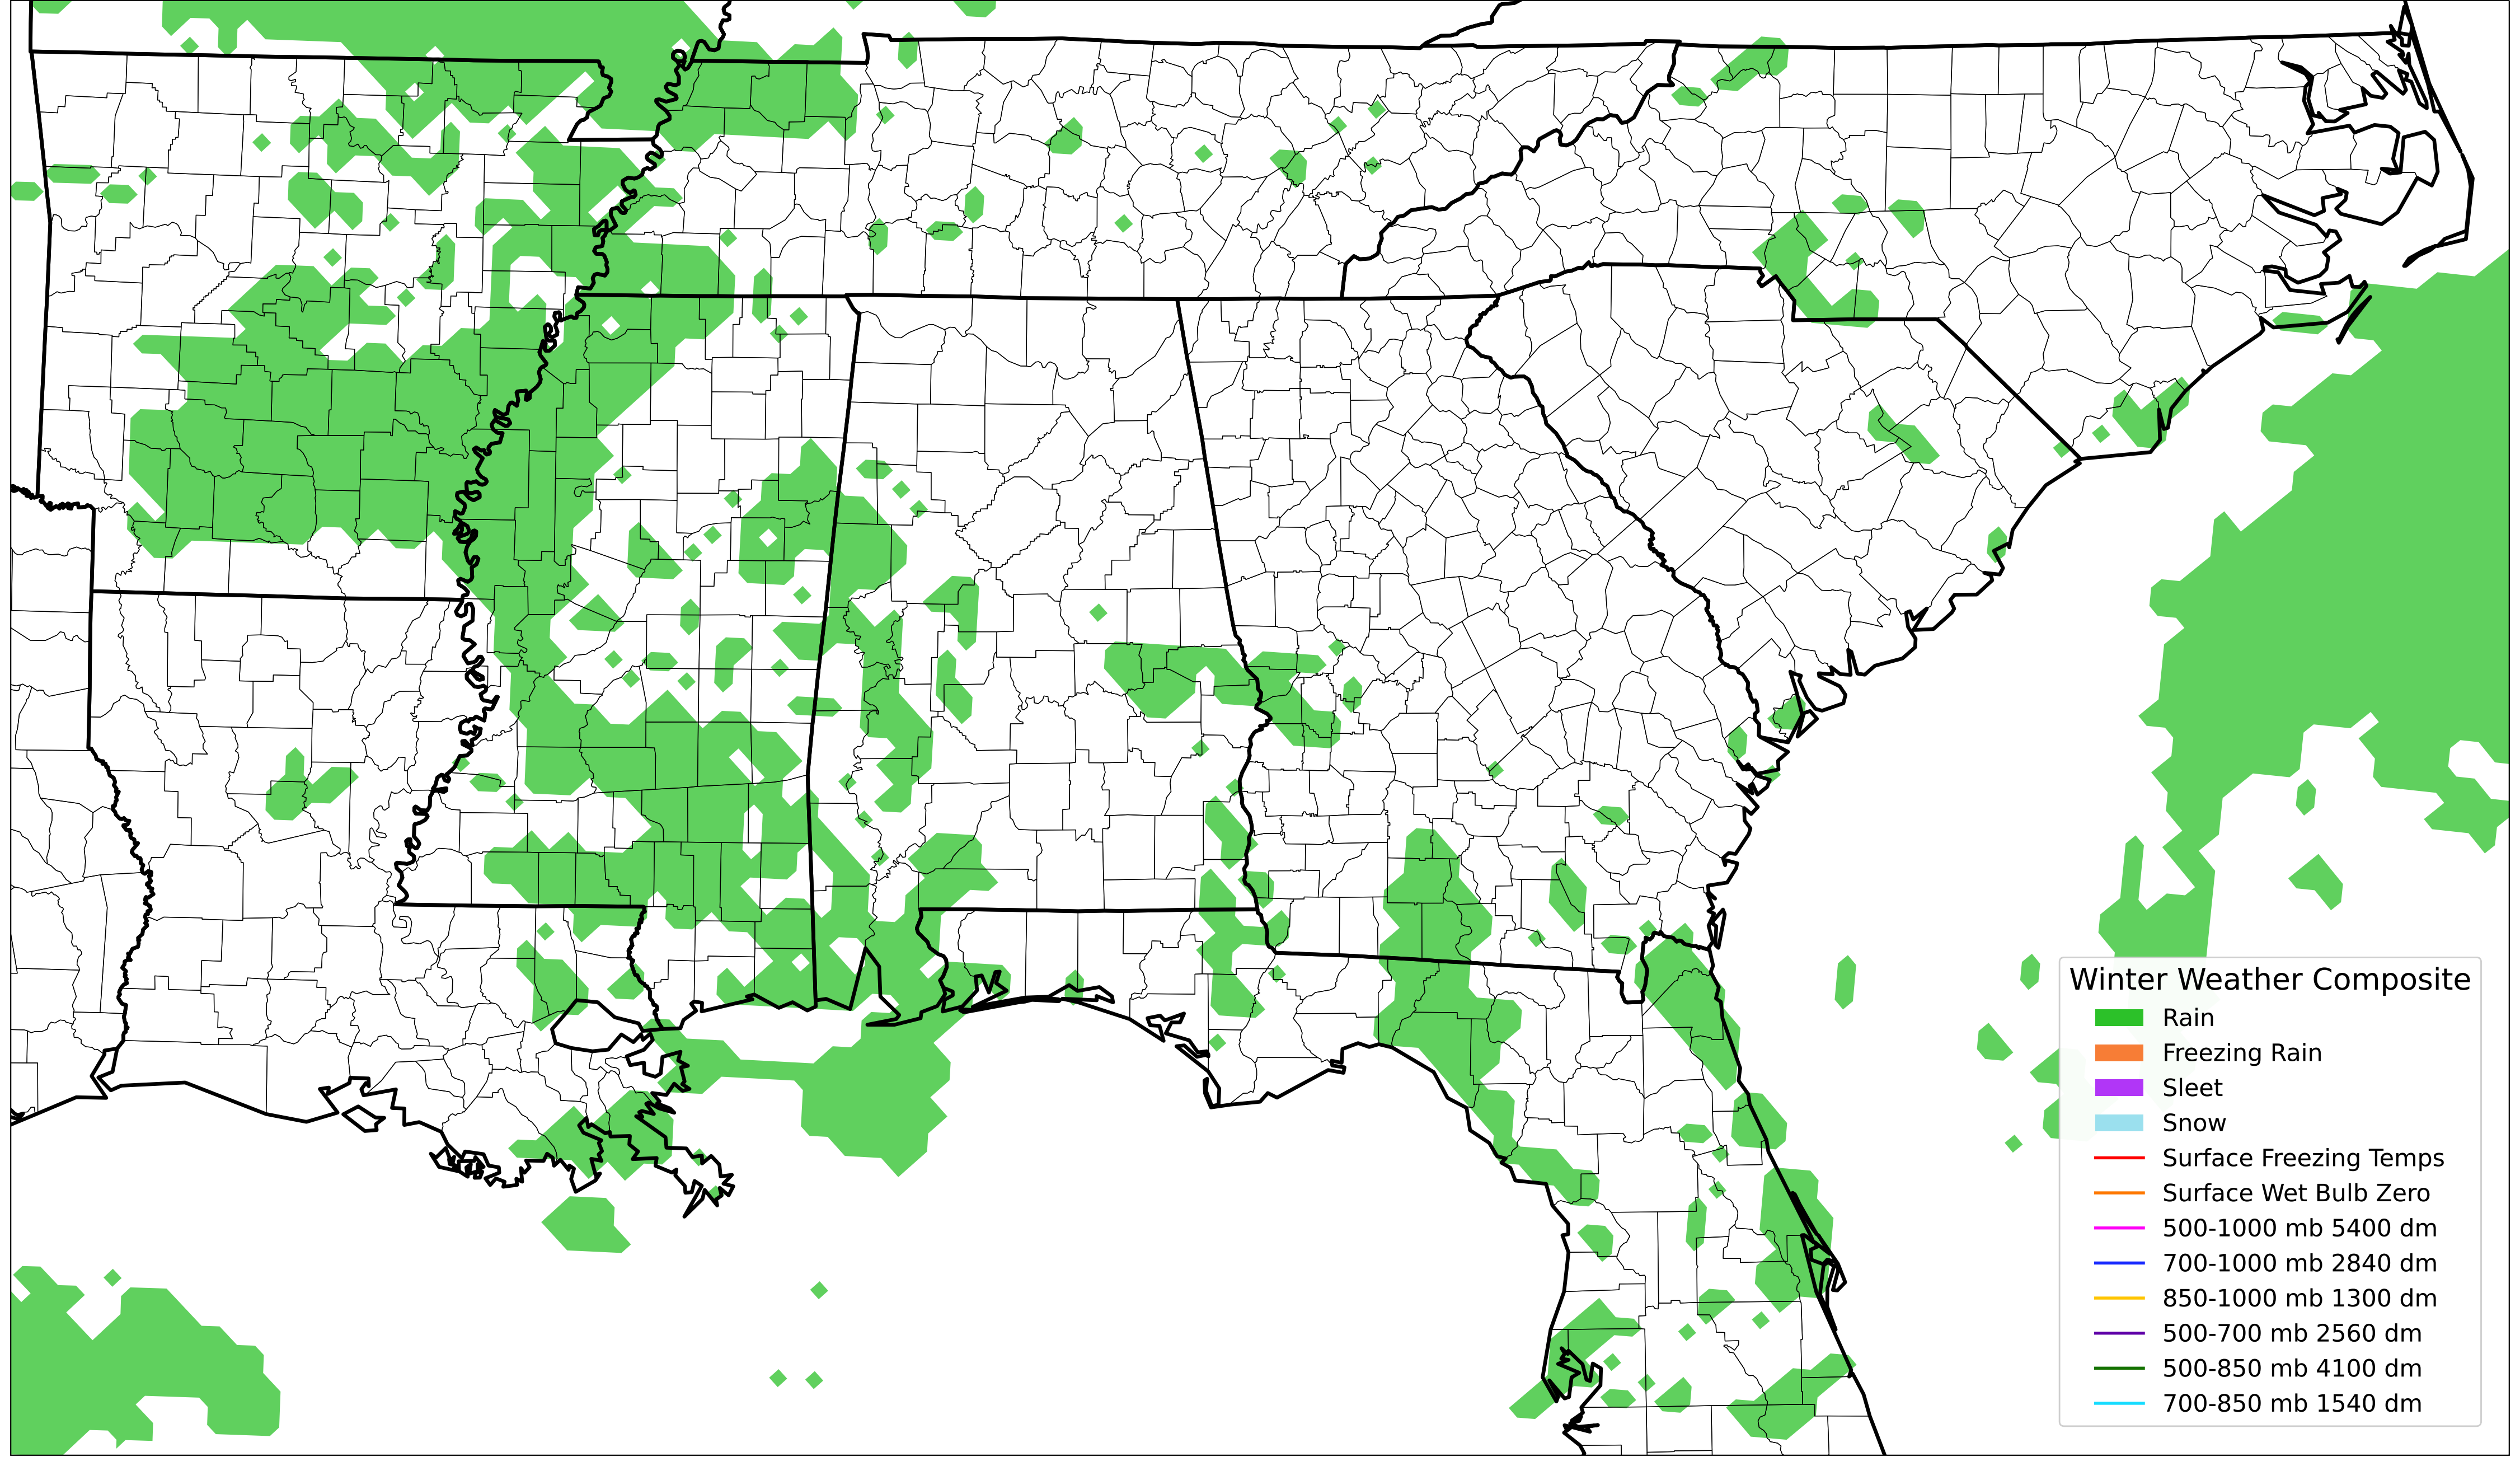 Winter Weather Composite
Rain
Freezing Rain
Sleet
Snow
Surface Freezing Temps
Surface Wet Bulb Zero
500-1000 mb 5400 dm
700-1000 mb 2840 dm
850-1000 mb 1300 dm
500-700 mb 2560 dm
500-850 mb 4100 dm
700-850 mb 1540 dm